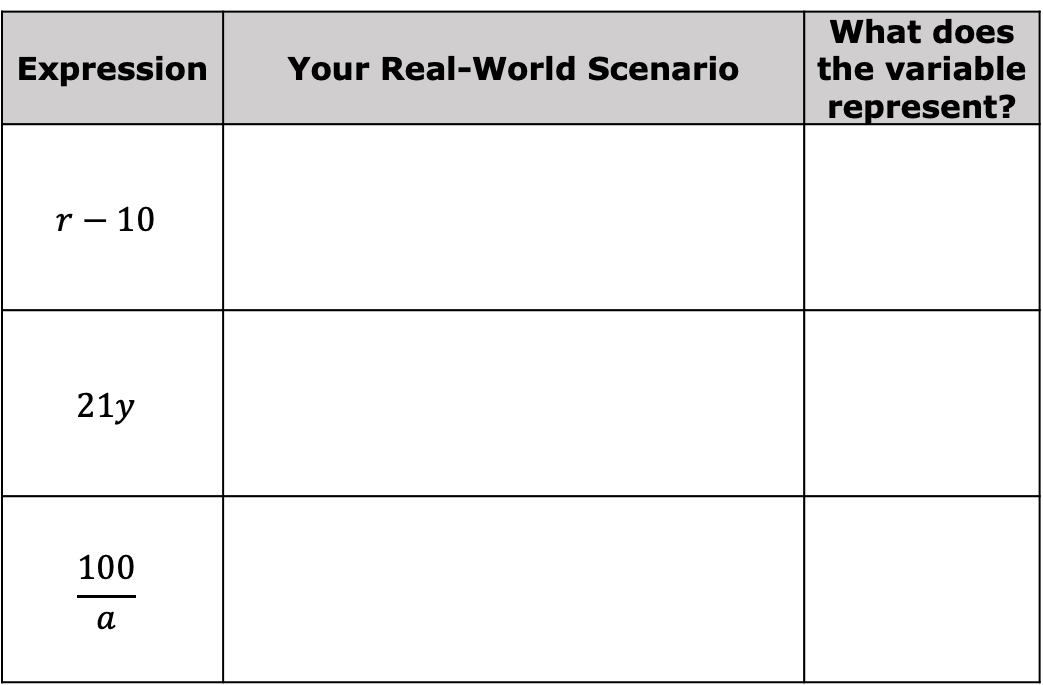 Expression
Your Real-World Scenario
What does
the variable
represent?
r − 10
21y
100
a